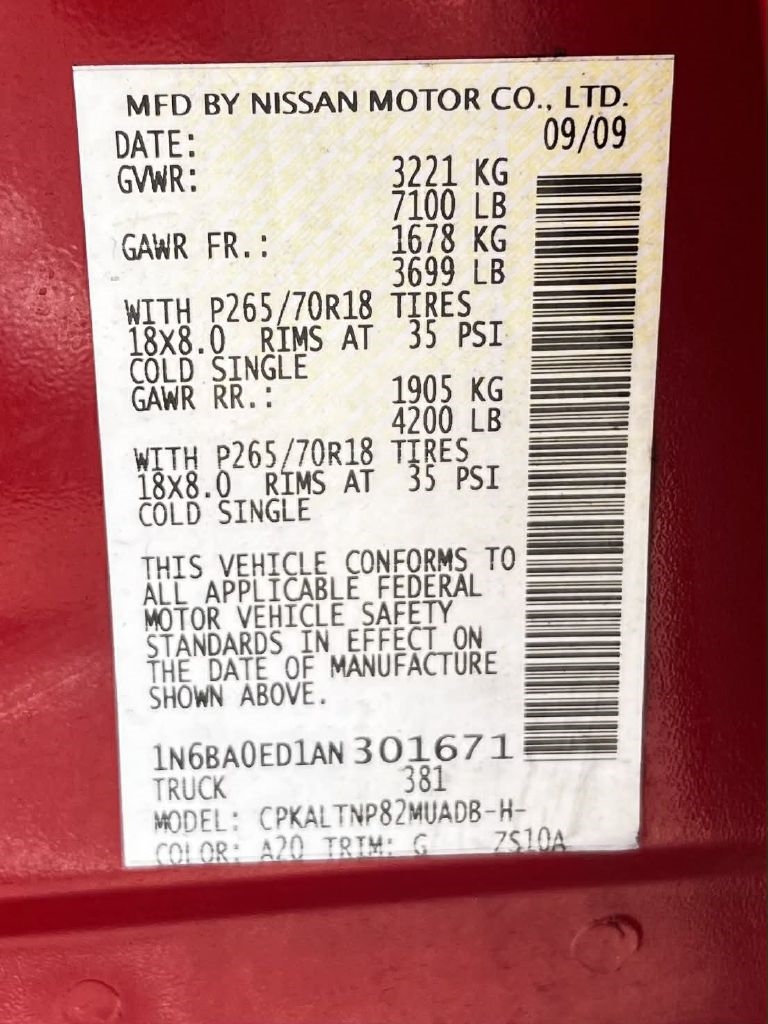 MFD BY NISSAN MOTOR CO., LTD.
DATE: 09/09
GVWR: 3221 KG
7100 LB
GAWR FR.: 1678 KG
3699 LB
WITH P265/70R18 TIRES
18X8.0 RIMS AT 35 PSI
COLD SINGLE
GAWR RR.: 1905 KG
4200 LB
WITH P265/70R18 TIRES
18X8.0 RIMS AT 35 PSI
COLD SINGLE
THIS VEHICLE CONFORMS TO
ALL APPLICABLE FEDERAL
MOTOR VEHICLE SAFETY
STANDARDS IN EFFECT ON
THE DATE OF MANUFACTURE
SHOWN ABOVE.
1N6BA0ED1AN 301671
TRUCK 381
MODEL: CPKALTNP82MUADB-H-
COLOR: A20 TRIM: G ZS10A